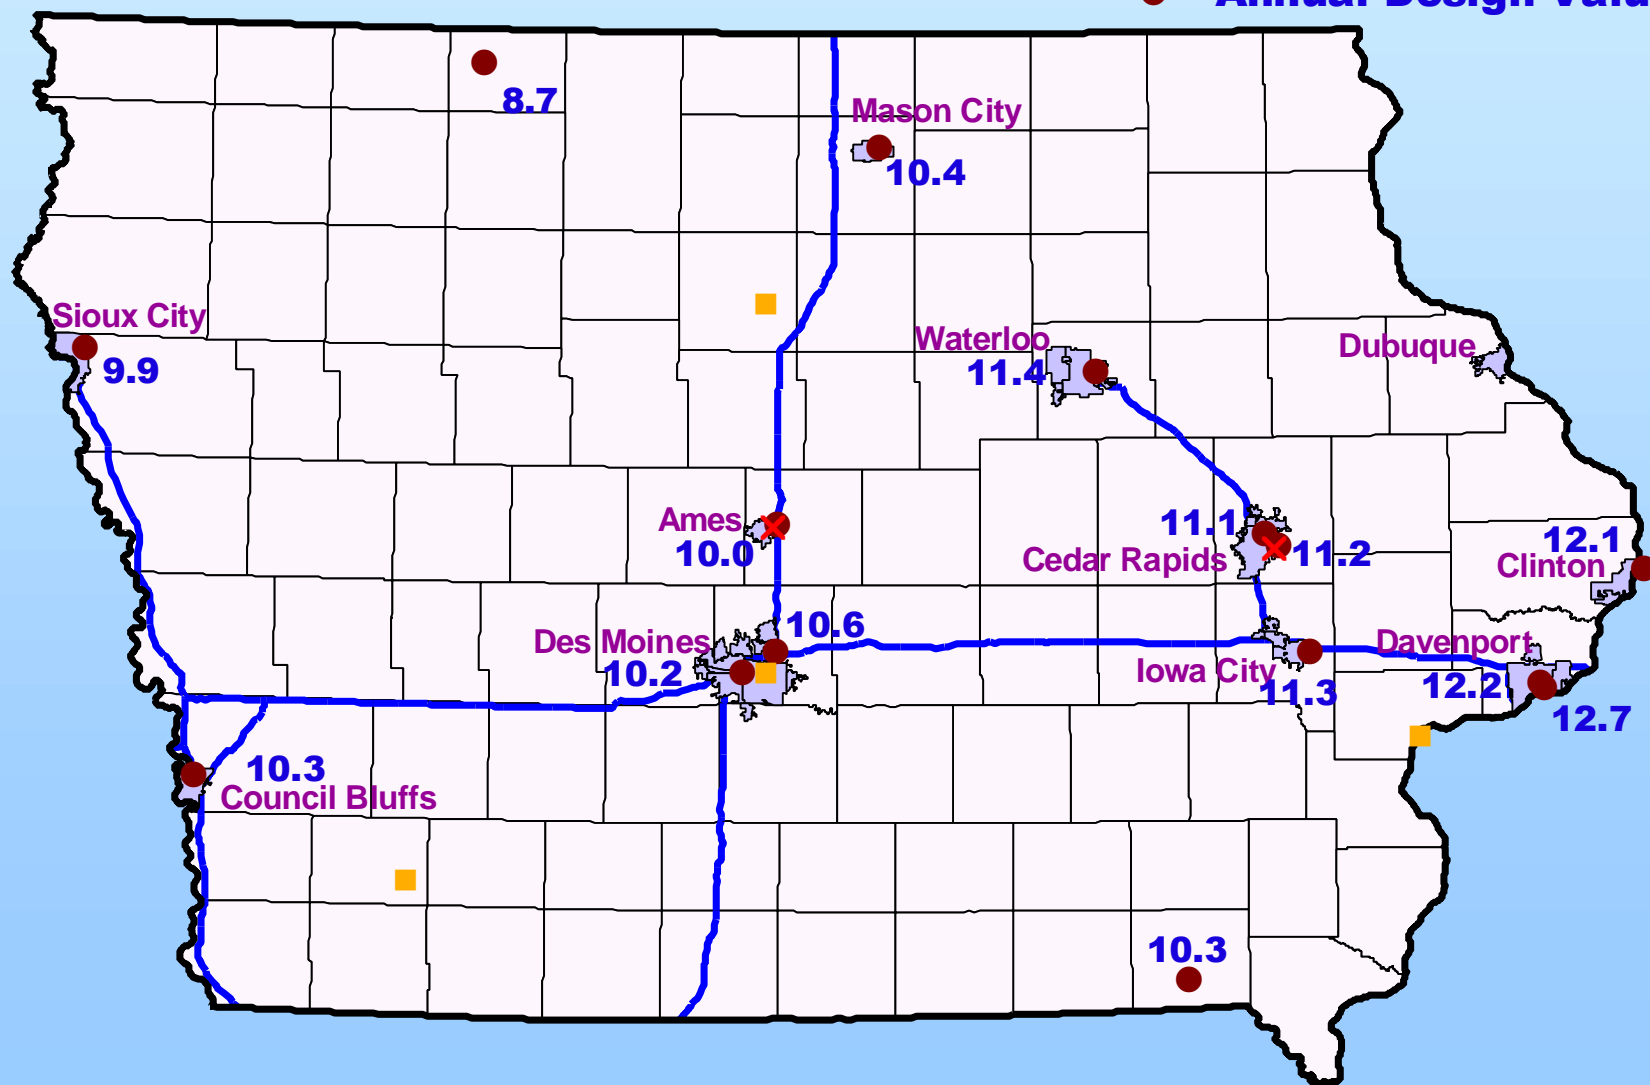 Annual Design
8.7
Mason City
10.4
Sioux City
9.9
Waterloo
11.4
Dubuque
Ames
10.0
11.1
Cedar Rapids
11.2
12.1
Clinton
Des Moines
10.6
10.2
Iowa City
11.3
Davenport
12.2
12.7
10.3
Council Bluffs
10.3